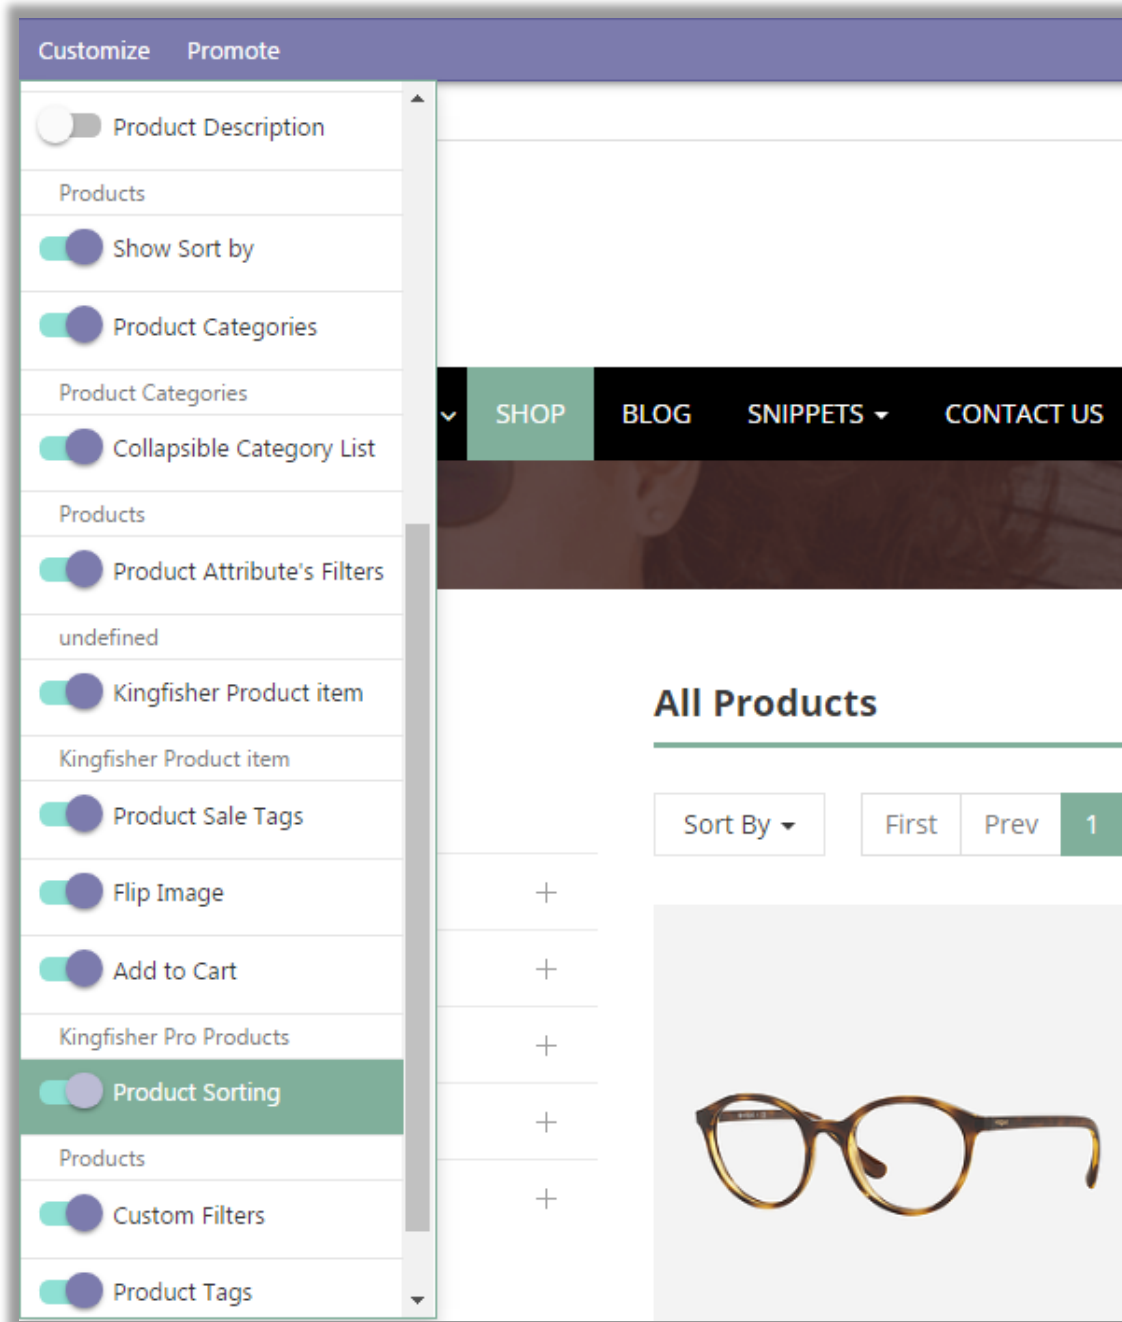 Customize Promote
Product Description
Products
Show Sort by
Product Categories
Product Categories
Collapsible Category List
Products
Product Attribute's Filters
undefined
Kingfisher Product item
Kingfisher Product item
Product Sale Tags
Flip Image
Add to Cart
Kingfisher Pro Products
Product Sorting
Products
Custom Filters
Product Tags
SHOP BLOG SNIPPETS CONTACT US
All Products
Sort By First Prev 1